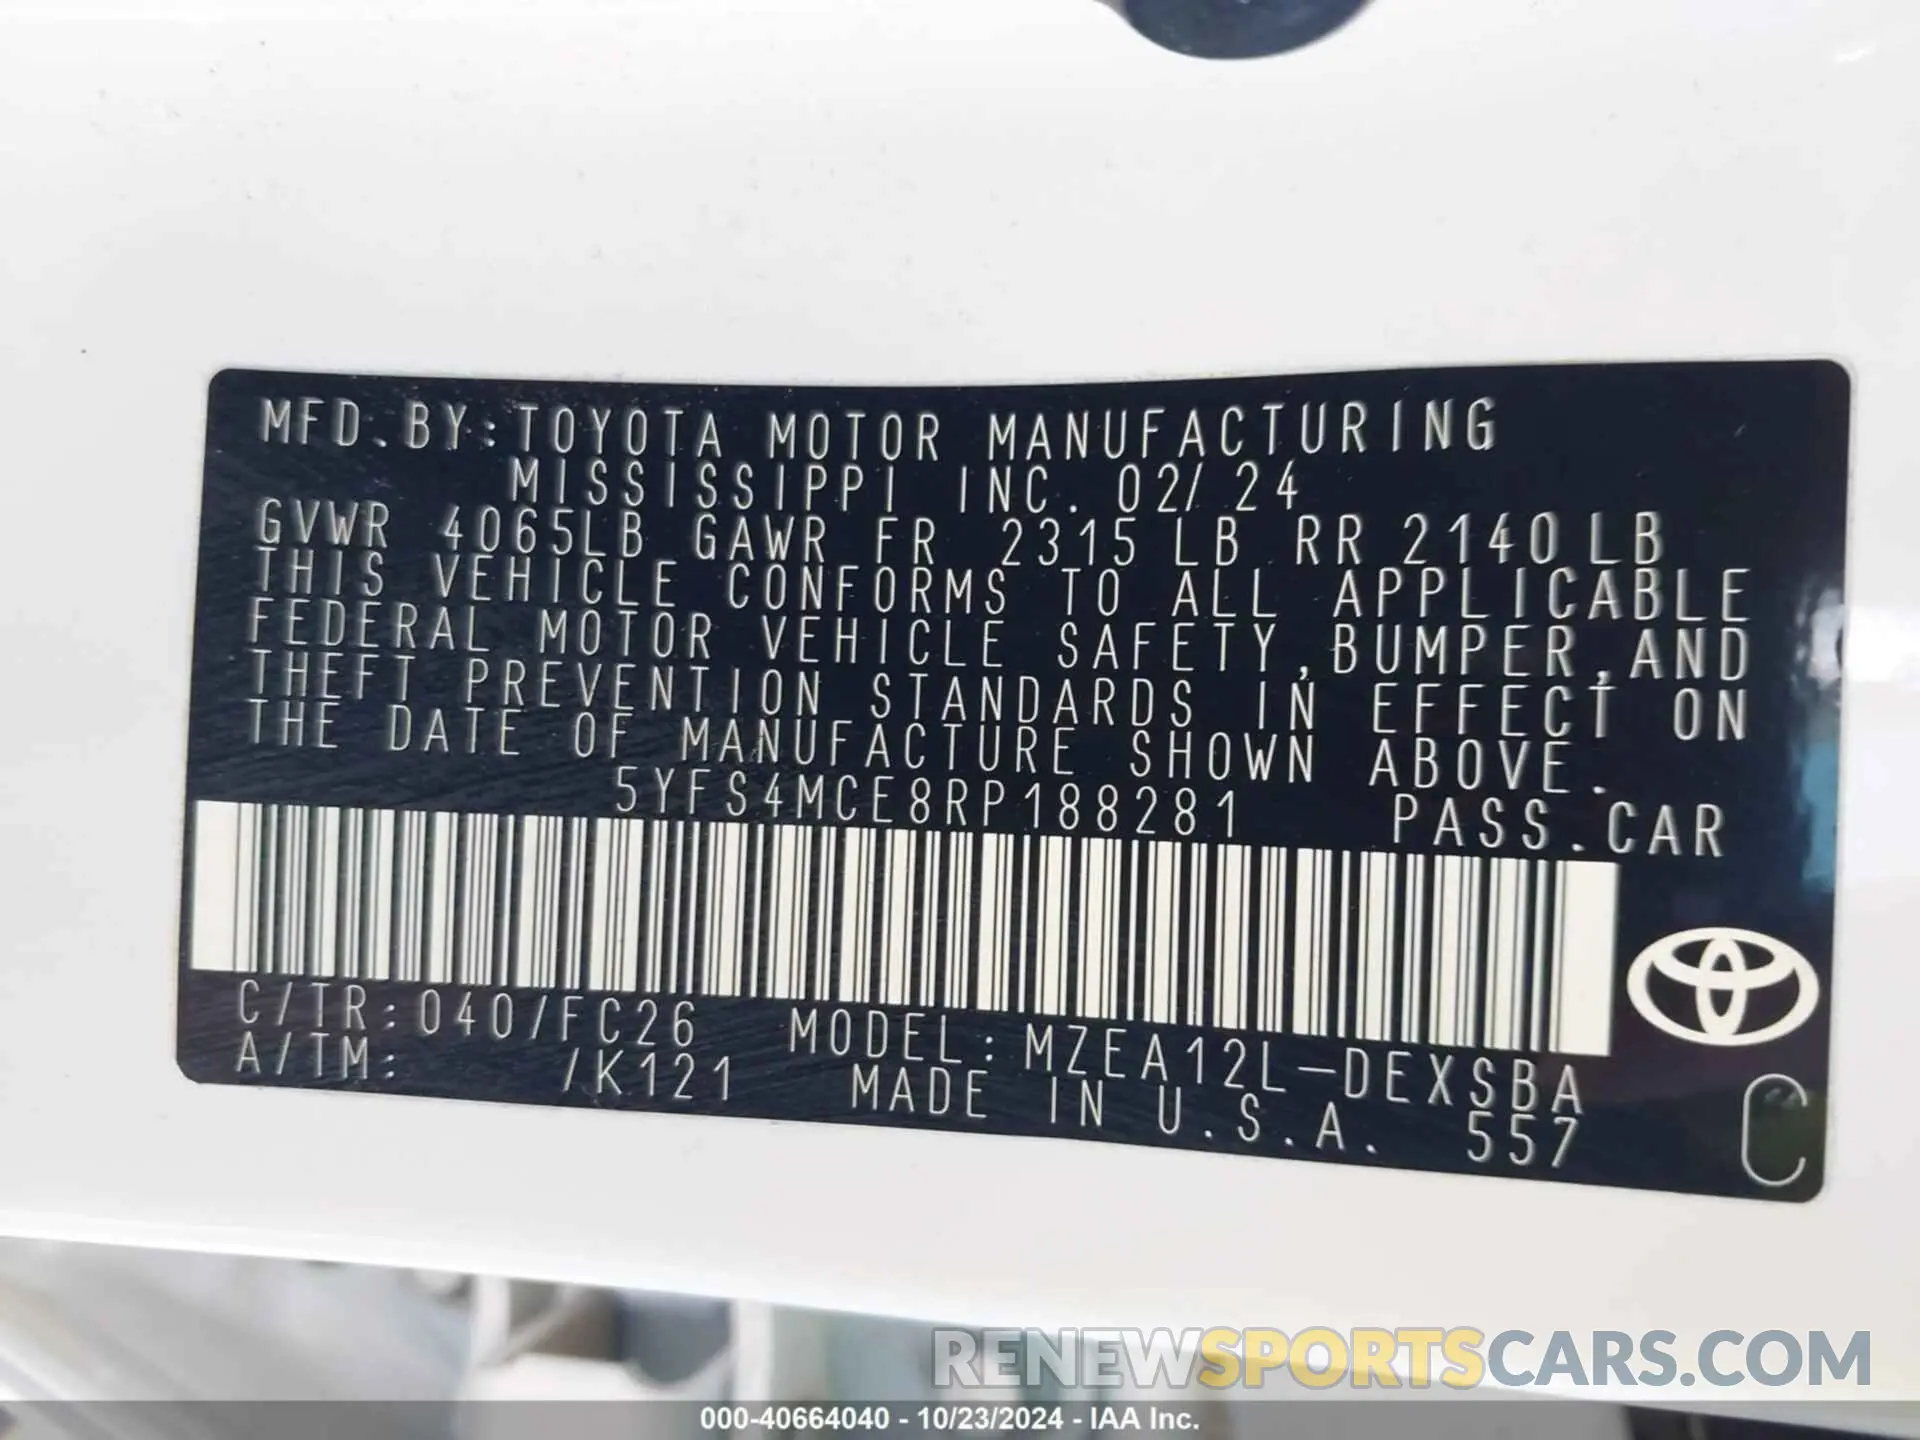 MFD.BY:TOYOTA MOTOR MANUFACTURING
MISSISSIPPI INC. 02/24
GVWR 4065LB GAWR FR 2315LB RR 2140LB
THIS VEHICLE CONFORMS TO ALL APPLICABLE
FEDERAL MOTOR VEHICLE SAFETY,BUMPER,AND
THEFT PREVENTION STANDARDS IN EFFECT ON
THE DATE OF MANUFACTURE SHOWN ABOVE.
5YFS4MCE8RP188281 PASS.CAR
C/TR:040/FC26 MODEL:MZEA12L-DEXSBA
A/TM: /K121 MADE IN U.S.A. 557
C
RENEWSPORTSCARS.COM
000-40664040 - 10/23/2024 - IAA Inc.